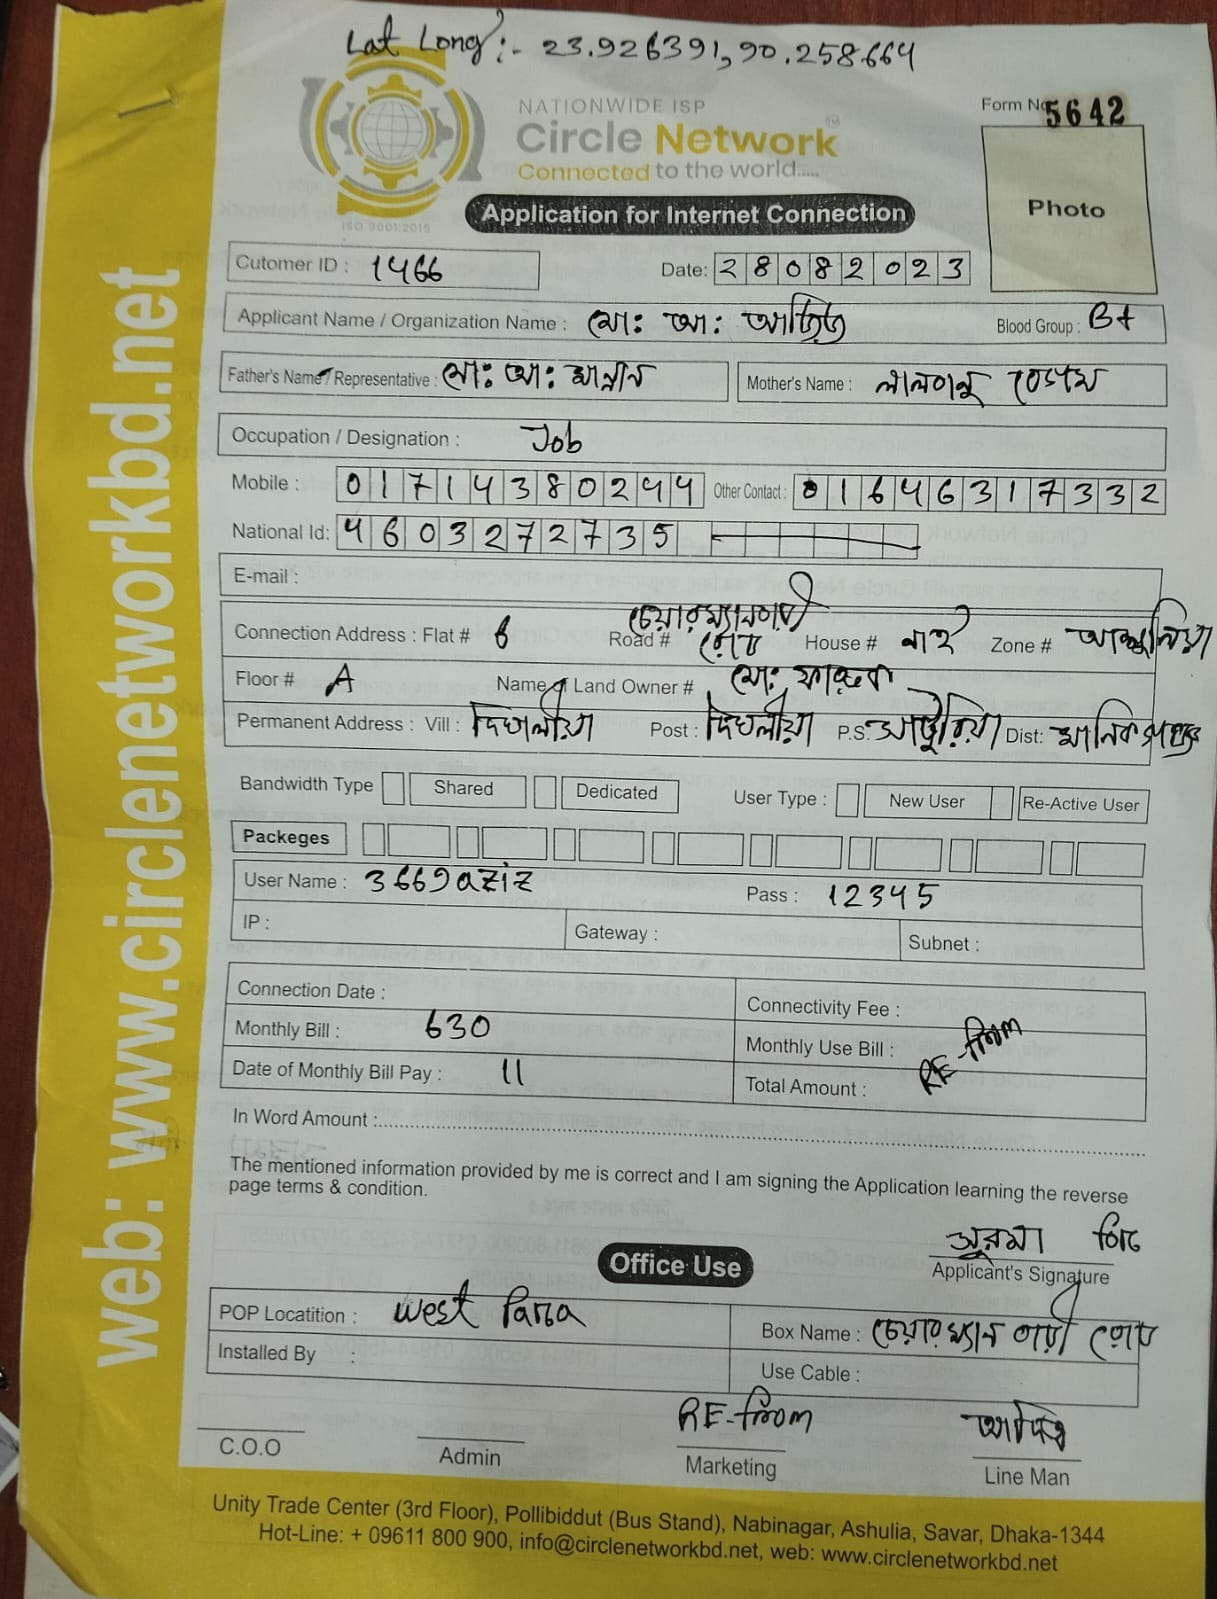 Lat Long:- 23.926391,90.258664
NATIONWIDE ISP
Circle Network
Connected to the world.....
ISO 9001:2015
Form No 5642
Photo
Application for Internet Connection
Cutomer ID : 1466 Date: 28082023
Applicant Name / Organization Name : মো: আ: আজিজ Blood Group : B+
Father's Name / Representative : মো: আ: মান্নান Mother's Name : লালবানু বেগম
Occupation / Designation : Job
Mobile : 01714380244 Other Contact : 01646317332
National Id: 4603272735
E-mail :
Connection Address : Flat # 6 Road # চেয়ারম্যানবাড়ী গেট House # নাই Zone # আশুলিয়া
Floor # A Name of Land Owner # মো: ফারুক
Permanent Address : Vill : দিঘলীয়া Post : দিঘলীয়া P.S: সাটুরিয়া Dist: মানিকগঞ্জ
Bandwidth Type Shared Dedicated User Type : New User Re-Active User
Packeges
User Name : 3669aziz Pass : 12345
IP : Gateway : Subnet :
Connection Date : Connectivity Fee :
Monthly Bill : 630 Monthly Use Bill :
Date of Monthly Bill Pay : 11 Total Amount :
RE-from
In Word Amount :
The mentioned information provided by me is correct and I am signing the Application learning the reverse
page terms & condition.
সুরমা
Applicant's Signature
Office Use
POP Locatition : West Para Box Name : চেয়ারম্যান বাড়ী গেট
Installed By : Use Cable :
RE-from
C.O.O Admin Marketing Line Man
Unity Trade Center (3rd Floor), Pollibiddut (Bus Stand), Nabinagar, Ashulia, Savar, Dhaka-1344
Hot-Line: + 09611 800 900, info@circlenetworkbd.net, web: www.circlenetworkbd.net
web: www.circlenetworkbd.net